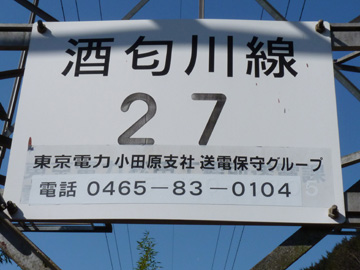 酒匂川線
27
東京電力 小田原支社 送電保守グループ
電話 0465-83-0104